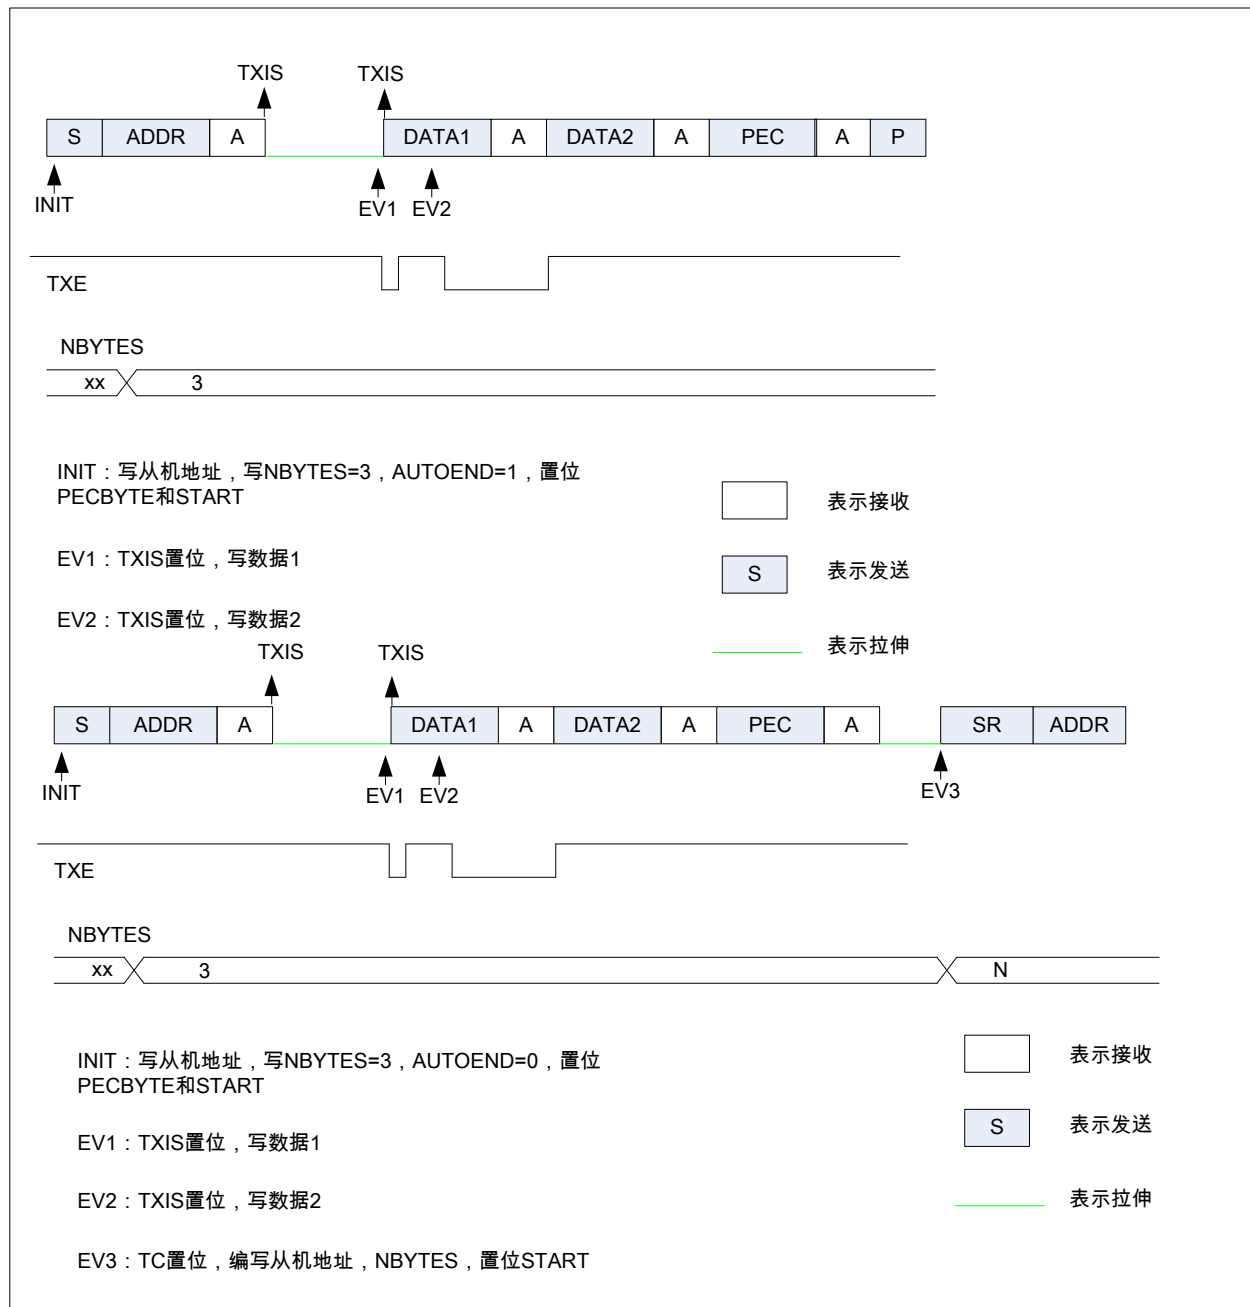 TXIS TXIS
S ADDR A DATA1 A DATA2 A PEC A P
INIT EV1 EV2
TXE
NBYTES
xx 3
INIT：写从机地址，写NBYTES=3，AUTOEND=1，置位
PECBYTE和START
表示接收
EV1：TXIS置位，写数据1
S 表示发送
EV2：TXIS置位，写数据2
表示拉伸
TXIS TXIS
S ADDR A DATA1 A DATA2 A PEC A SR ADDR
INIT EV1 EV2 EV3
TXE
NBYTES
xx 3 N
INIT：写从机地址，写NBYTES=3，AUTOEND=0，置位
PECBYTE和START
表示接收
EV1：TXIS置位，写数据1
S 表示发送
EV2：TXIS置位，写数据2
表示拉伸
EV3：TC置位，编写从机地址，NBYTES，置位START